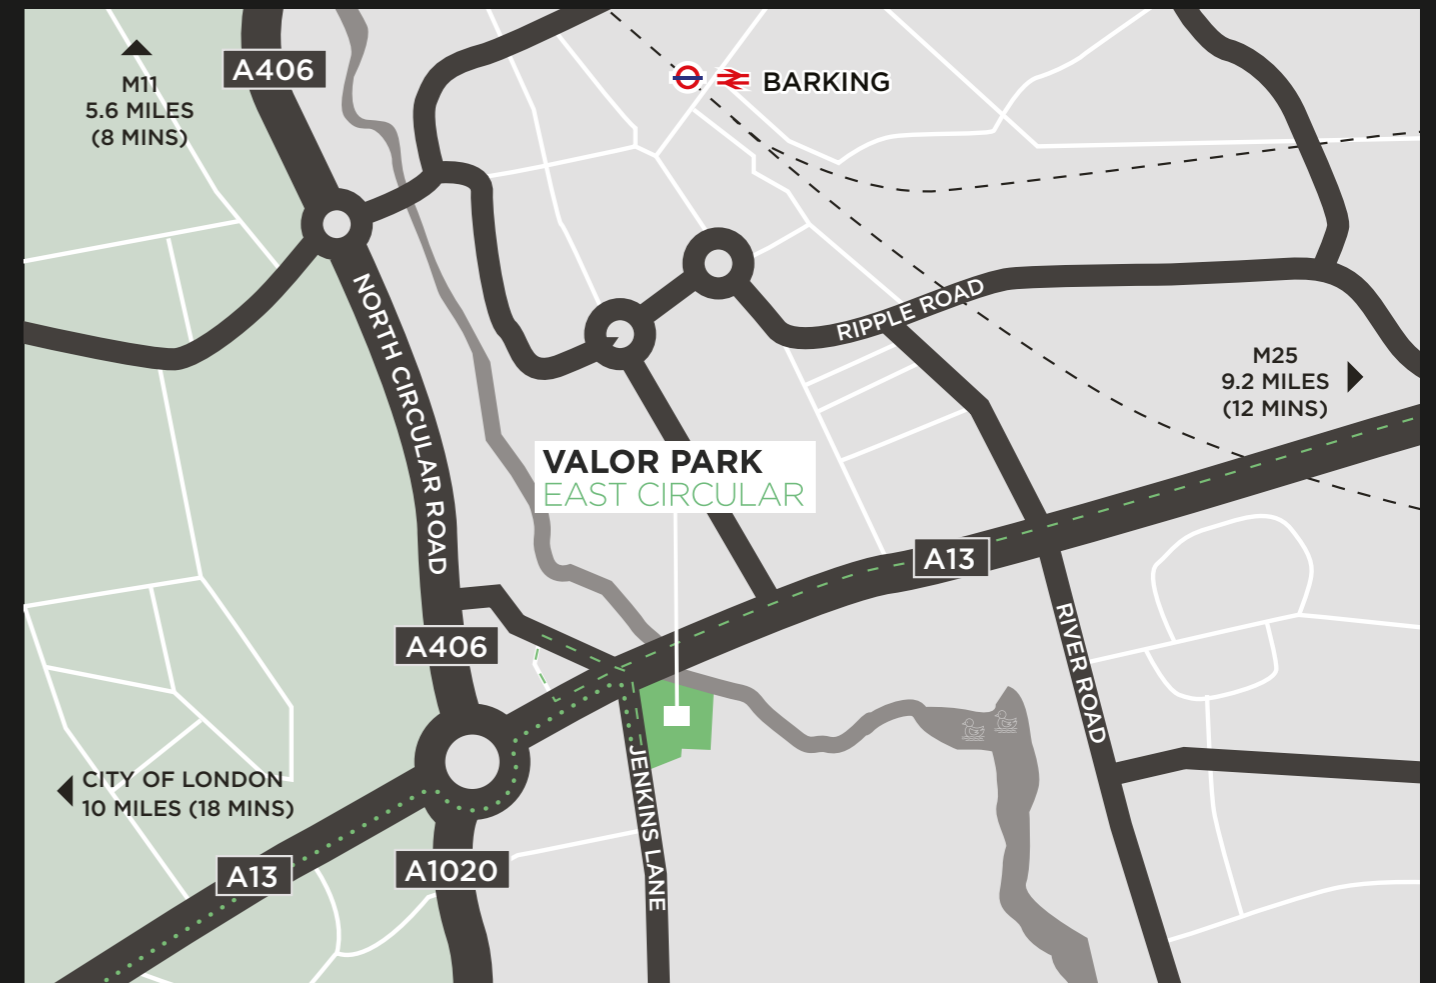 A406
M11
5.6 MILES
(8 MINS)
BARKING
NORTH CIRCULAR ROAD
RIPPLE ROAD
M25
9.2 MILES
(12 MINS)
VALOR PARK
EAST CIRCULAR
A13
A406
RIVER ROAD
JENKINS LANE
CITY OF LONDON
10 MILES (18 MINS)
A13
A1020